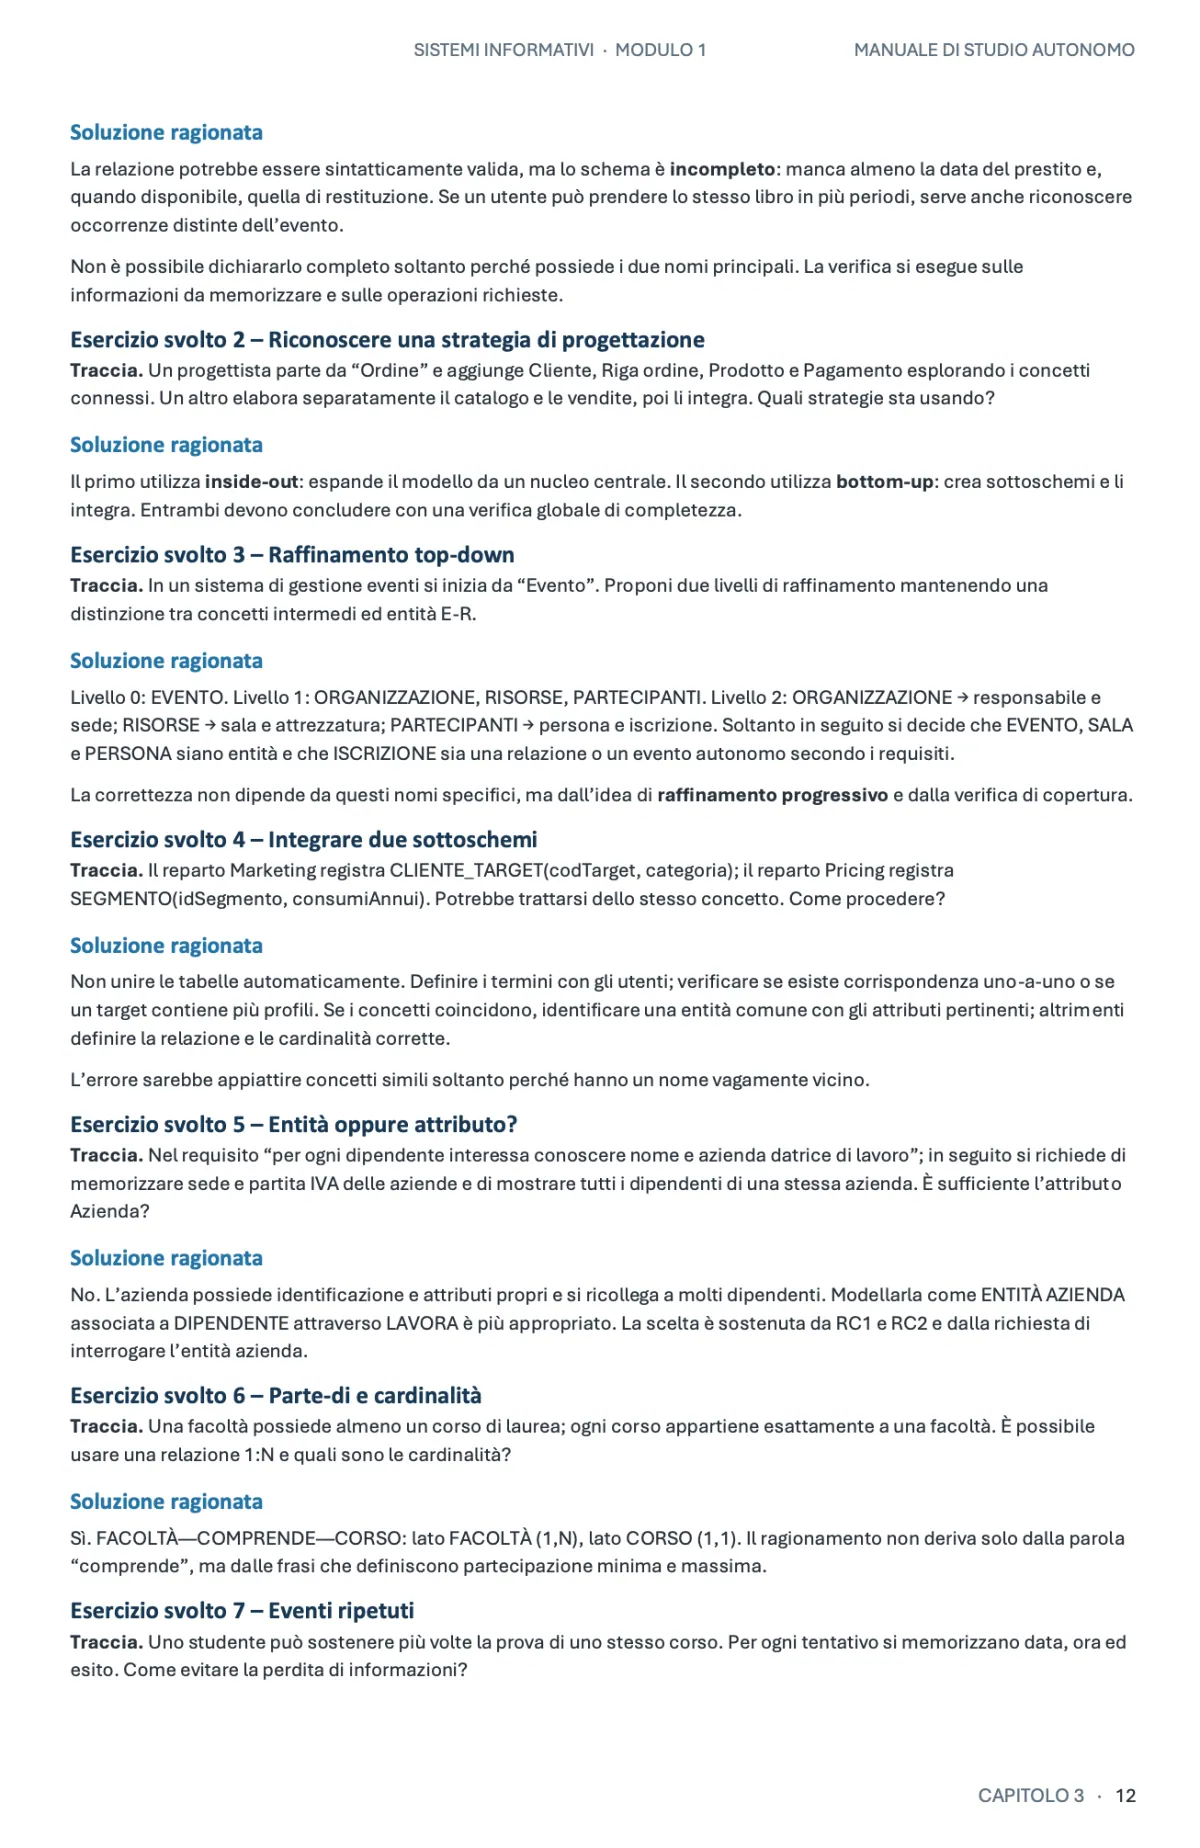 SISTEMI INFORMATIVI · MODULO 1 MANUALE DI STUDIO AUTONOMO
Soluzione ragionata
La relazione potrebbe essere sintatticamente valida, ma lo schema è incompleto: manca almeno la data del prestito e,
quando disponibile, quella di restituzione. Se un utente può prendere lo stesso libro in più periodi, serve anche riconoscere
occorrenze distinte dell’evento.
Non è possibile dichiararlo completo soltanto perché possiede i due nomi principali. La verifica si esegue sulle
informazioni da memorizzare e sulle operazioni richieste.
Esercizio svolto 2 – Riconoscere una strategia di progettazione
Traccia. Un progettista parte da “Ordine” e aggiunge Cliente, Riga ordine, Prodotto e Pagamento esplorando i concetti
connessi. Un altro elabora separatamente il catalogo e le vendite, poi li integra. Quali strategie sta usando?
Soluzione ragionata
Il primo utilizza inside-out: espande il modello da un nucleo centrale. Il secondo utilizza bottom-up: crea sottoschemi e li
integra. Entrambi devono concludere con una verifica globale di completezza.
Esercizio svolto 3 – Raffinamento top-down
Traccia. In un sistema di gestione eventi si inizia da “Evento”. Proponi due livelli di raffinamento mantenendo una
distinzione tra concetti intermedi ed entità E-R.
Soluzione ragionata
Livello 0: EVENTO. Livello 1: ORGANIZZAZIONE, RISORSE, PARTECIPANTI. Livello 2: ORGANIZZAZIONE → responsabile e
sede; RISORSE → sala e attrezzatura; PARTECIPANTI → persona e iscrizione. Soltanto in seguito si decide che EVENTO, SALA
e PERSONA siano entità e che ISCRIZIONE sia una relazione o un evento autonomo secondo i requisiti.
La correttezza non dipende da questi nomi specifici, ma dall’idea di raffinamento progressivo e dalla verifica di copertura.
Esercizio svolto 4 – Integrare due sottoschemi
Traccia. Il reparto Marketing registra CLIENTE_TARGET(codTarget, categoria); il reparto Pricing registra
SEGMENTO(idSegmento, consumiAnnui). Potrebbe trattarsi dello stesso concetto. Come procedere?
Soluzione ragionata
Non unire le tabelle automaticamente. Definire i termini con gli utenti; verificare se esiste corrispondenza uno-a-uno o se
un target contiene più profili. Se i concetti coincidono, identificare una entità comune con gli attributi pertinenti; altrimenti
definire la relazione e le cardinalità corrette.
L’errore sarebbe appiattire concetti simili soltanto perché hanno un nome vagamente vicino.
Esercizio svolto 5 – Entità oppure attributo?
Traccia. Nel requisito “per ogni dipendente interessa conoscere nome e azienda datrice di lavoro”; in seguito si richiede di
memorizzare sede e partita IVA delle aziende e di mostrare tutti i dipendenti di una stessa azienda. È sufficiente l’attributo
Azienda?
Soluzione ragionata
No. L’azienda possiede identificazione e attributi propri e si ricollega a molti dipendenti. Modellarla come ENTITÀ AZIENDA
associata a DIPENDENTE attraverso LAVORA è più appropriato. La scelta è sostenuta da RC1 e RC2 e dalla richiesta di
interrogare l’entità azienda.
Esercizio svolto 6 – Parte-di e cardinalità
Traccia. Una facoltà possiede almeno un corso di laurea; ogni corso appartiene esattamente a una facoltà. È possibile
usare una relazione 1:N e quali sono le cardinalità?
Soluzione ragionata
Sì. FACOLTÀ—COMPRENDE—CORSO: lato FACOLTÀ (1,N), lato CORSO (1,1). Il ragionamento non deriva solo dalla parola
“comprende”, ma dalle frasi che definiscono partecipazione minima e massima.
Esercizio svolto 7 – Eventi ripetuti
Traccia. Uno studente può sostenere più volte la prova di uno stesso corso. Per ogni tentativo si memorizzano data, ora ed
esito. Come evitare la perdita di informazioni?
CAPITOLO 3 · 12